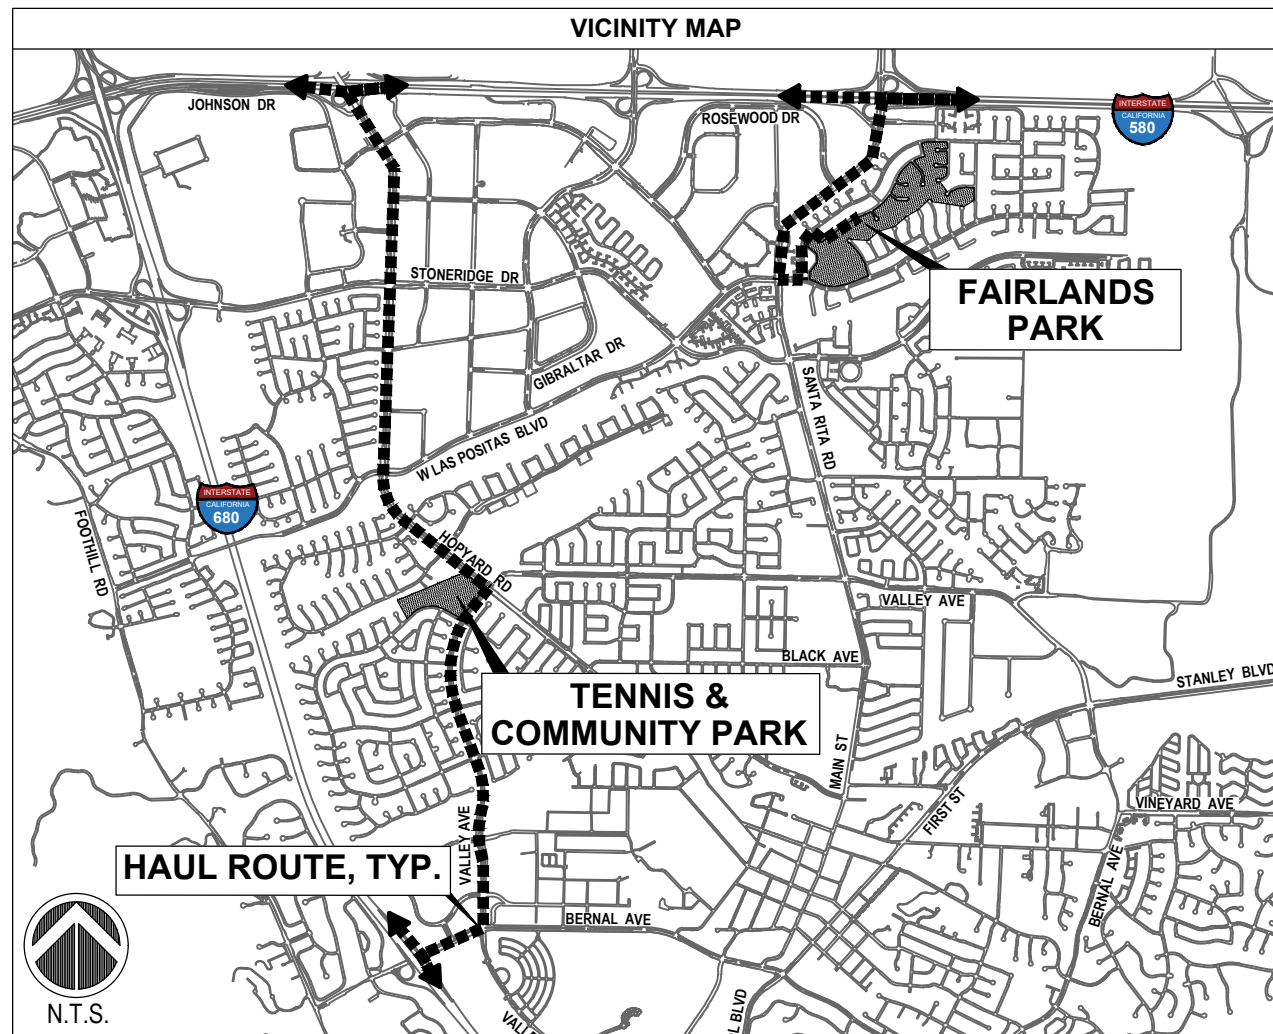 VICINITY MAP
JOHNSON DR
ROSEWOOD DR
INTERSTATE
CALIFORNIA
580
STONERIDGE DR
FAIRLANDS
PARK
GIBRALTAR DR
SANTA RITA RD
W LAS POSITAS BLVD
INTERSTATE
CALIFORNIA
680
FOOTHILL RD
HOPYARD RD
VALLEY AVE
BLACK AVE
STANLEY BLVD
TENNIS &
COMMUNITY PARK
MAIN ST
FIRST ST
VINEYARD AVE
VALLEY AVE
HAUL ROUTE, TYP.
BERNAL AVE
BERNAL AVE
N.T.S.
BLVD